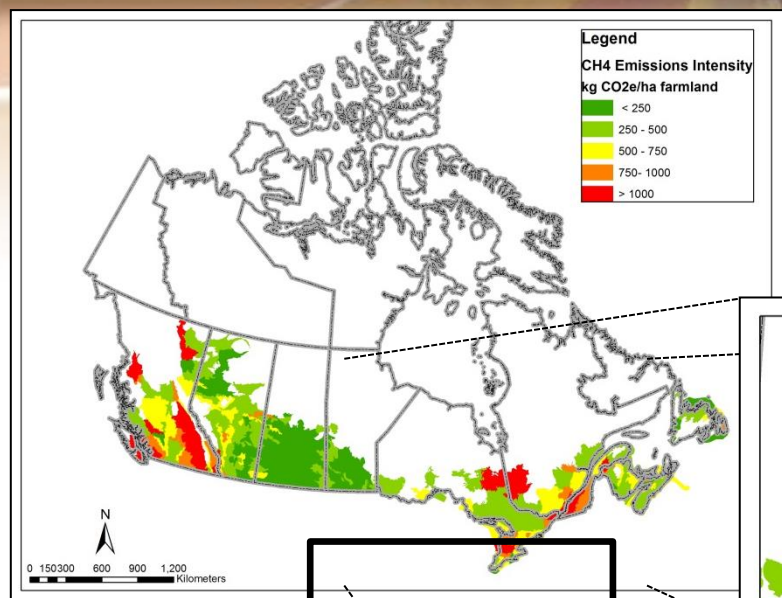 Legend
CH4 Emissions Intensity
kg CO2e/ha farmland
< 250
250 - 500
500 - 750
750- 1000
> 1000
N
0 150300 600 900 1,200
Kilometers